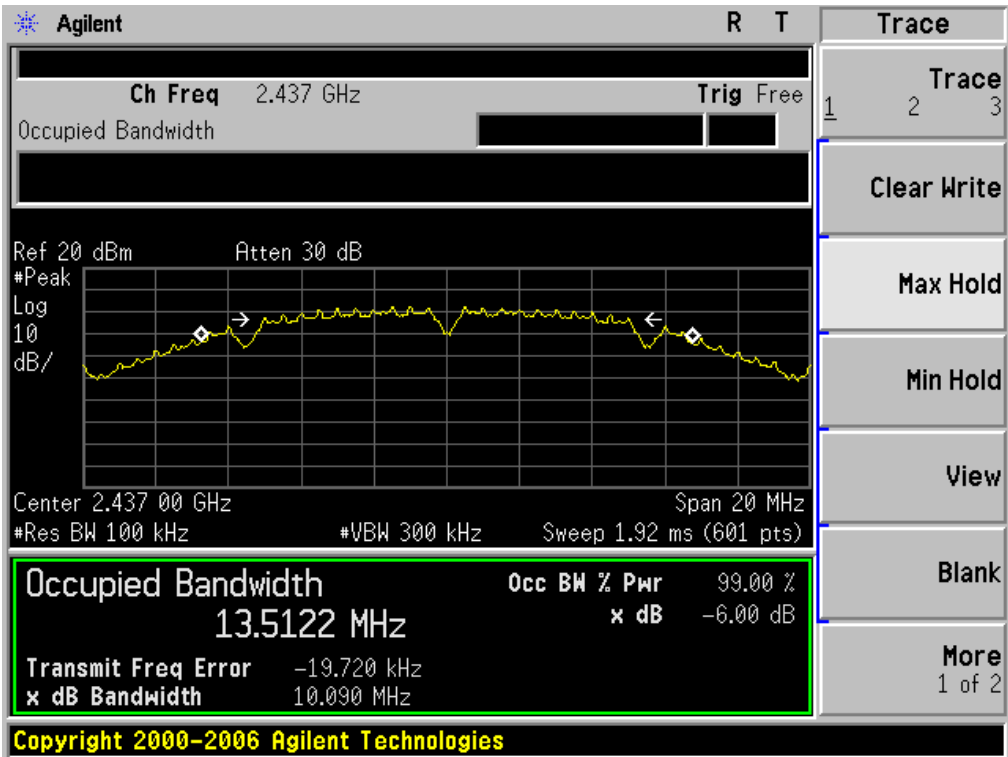 Agilent R T
Ch Freq 2.437 GHz Trig Free
Occupied Bandwidth
Ref 20 dBm Atten 30 dB
#Peak
Log
10
dB/
Center 2.437 00 GHz Span 20 MHz
#Res BW 100 kHz #VBW 300 kHz Sweep 1.92 ms (601 pts)
Occupied Bandwidth
13.5122 MHz
Occ BW % Pwr 99.00 %
x dB -6.00 dB
Transmit Freq Error -19.720 kHz
x dB Bandwidth 10.090 MHz
Copyright 2000-2006 Agilent Technologies
Trace
Trace
1 2 3
Clear Write
Max Hold
Min Hold
View
Blank
More
1 of 2